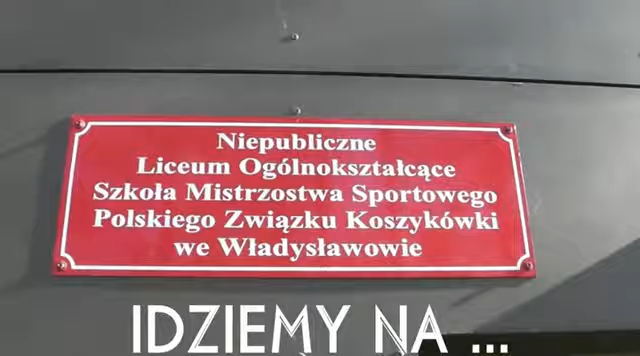 Niepubliczne
Liceum Ogólnokształcące
Szkoła Mistrzostwa Sportowego
Polskiego Związku Koszykówki
we Władysławowie
IDZIEMY NA ...